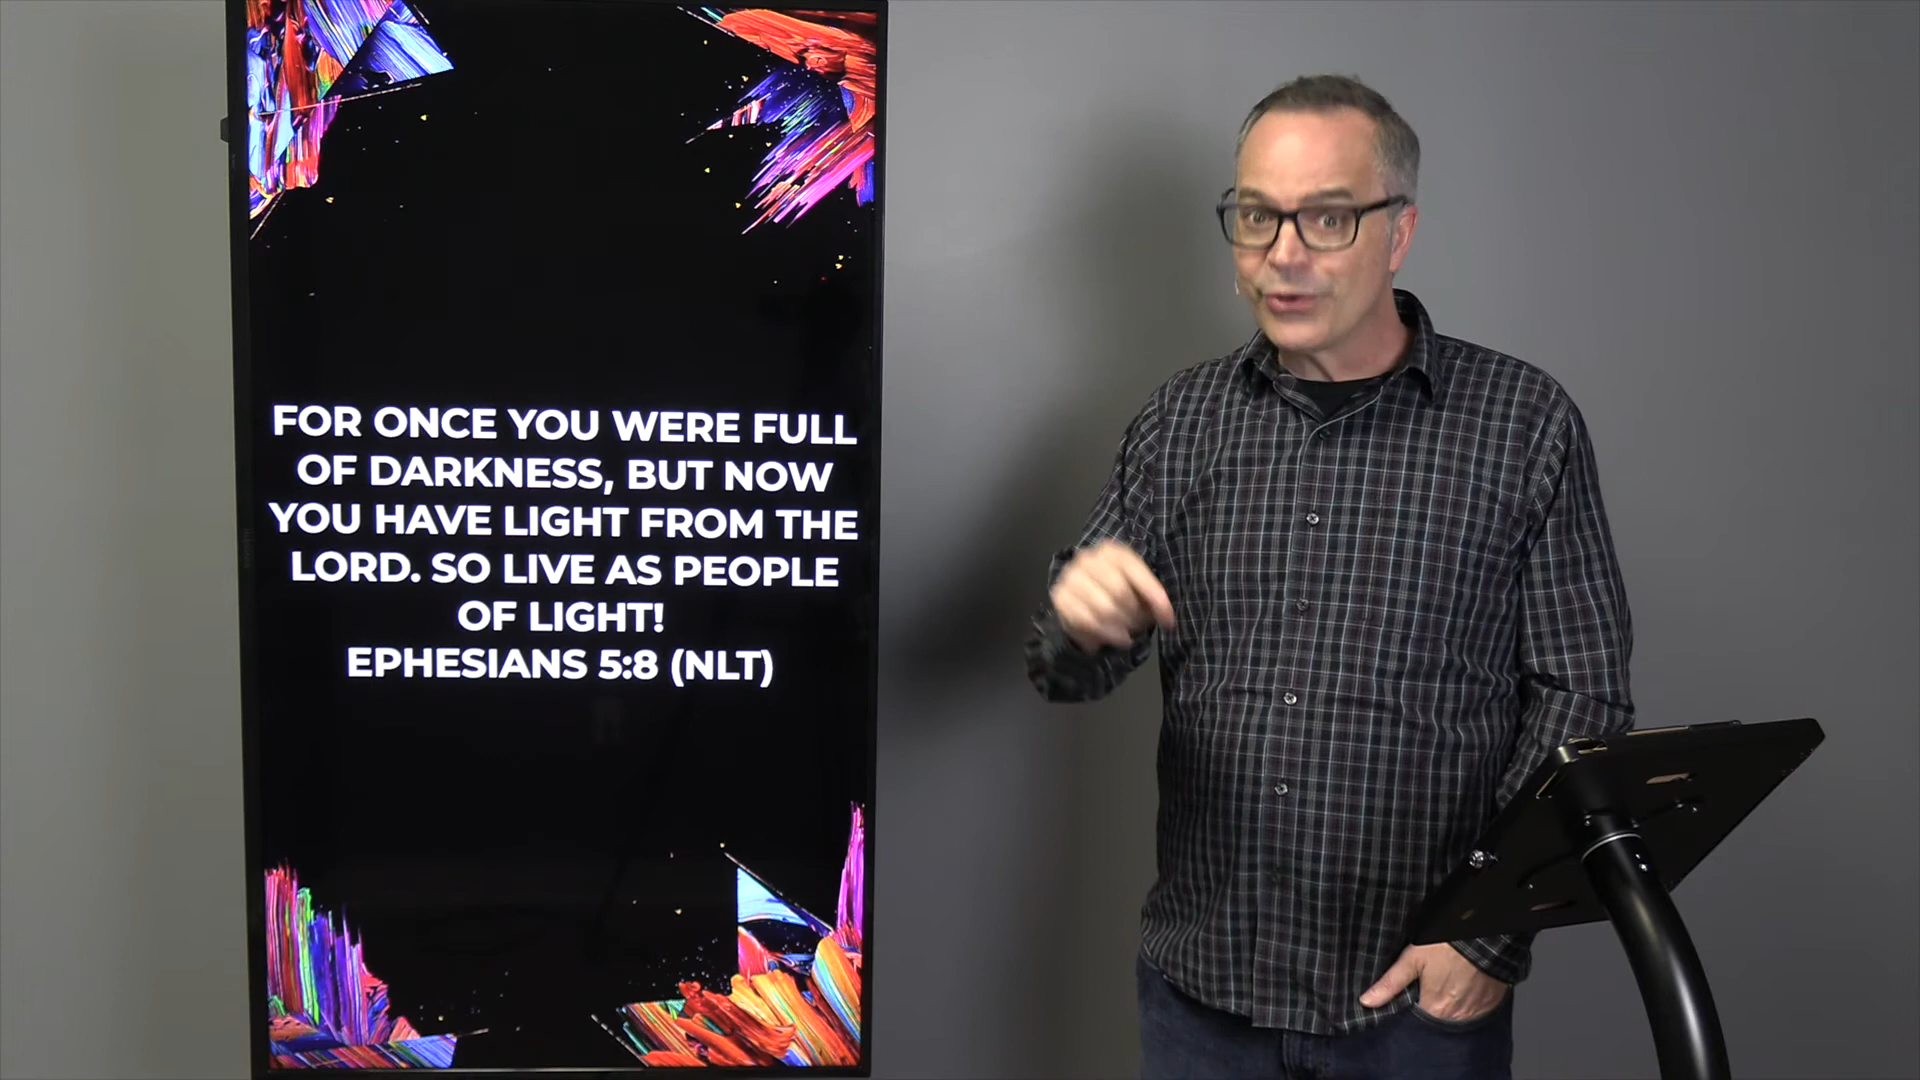 FOR ONCE YOU WERE FULL
OF DARKNESS, BUT NOW
YOU HAVE LIGHT FROM THE
LORD. SO LIVE AS PEOPLE
OF LIGHT!
EPHESIANS 5:8 (NLT)